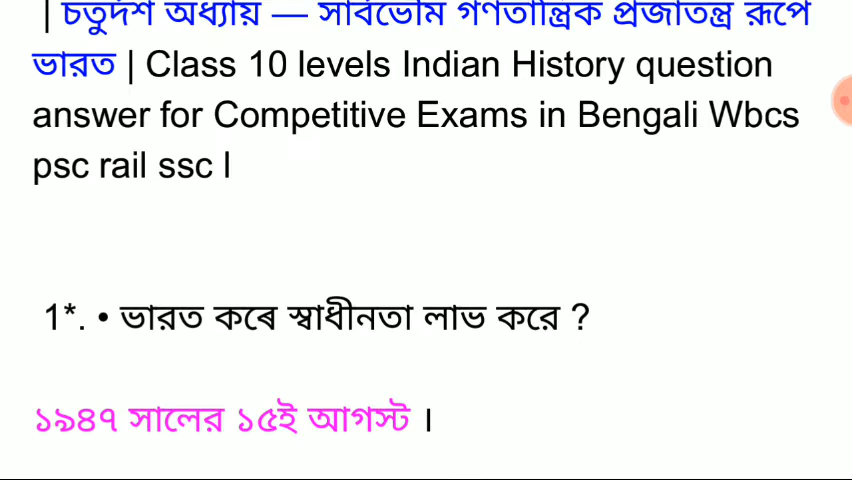 | চতুর্দশ অধ্যায় — সার্বভৌম গণতান্ত্রিক প্রজাতন্ত্র রূপে
ভারত | Class 10 levels Indian History question
answer for Competitive Exams in Bengali Wbcs
psc rail ssc l
1*. • ভারত কৰে স্বাধীনতা লাভ করে ?
১৯৪৭ সালের ১৫ই আগস্ট ।